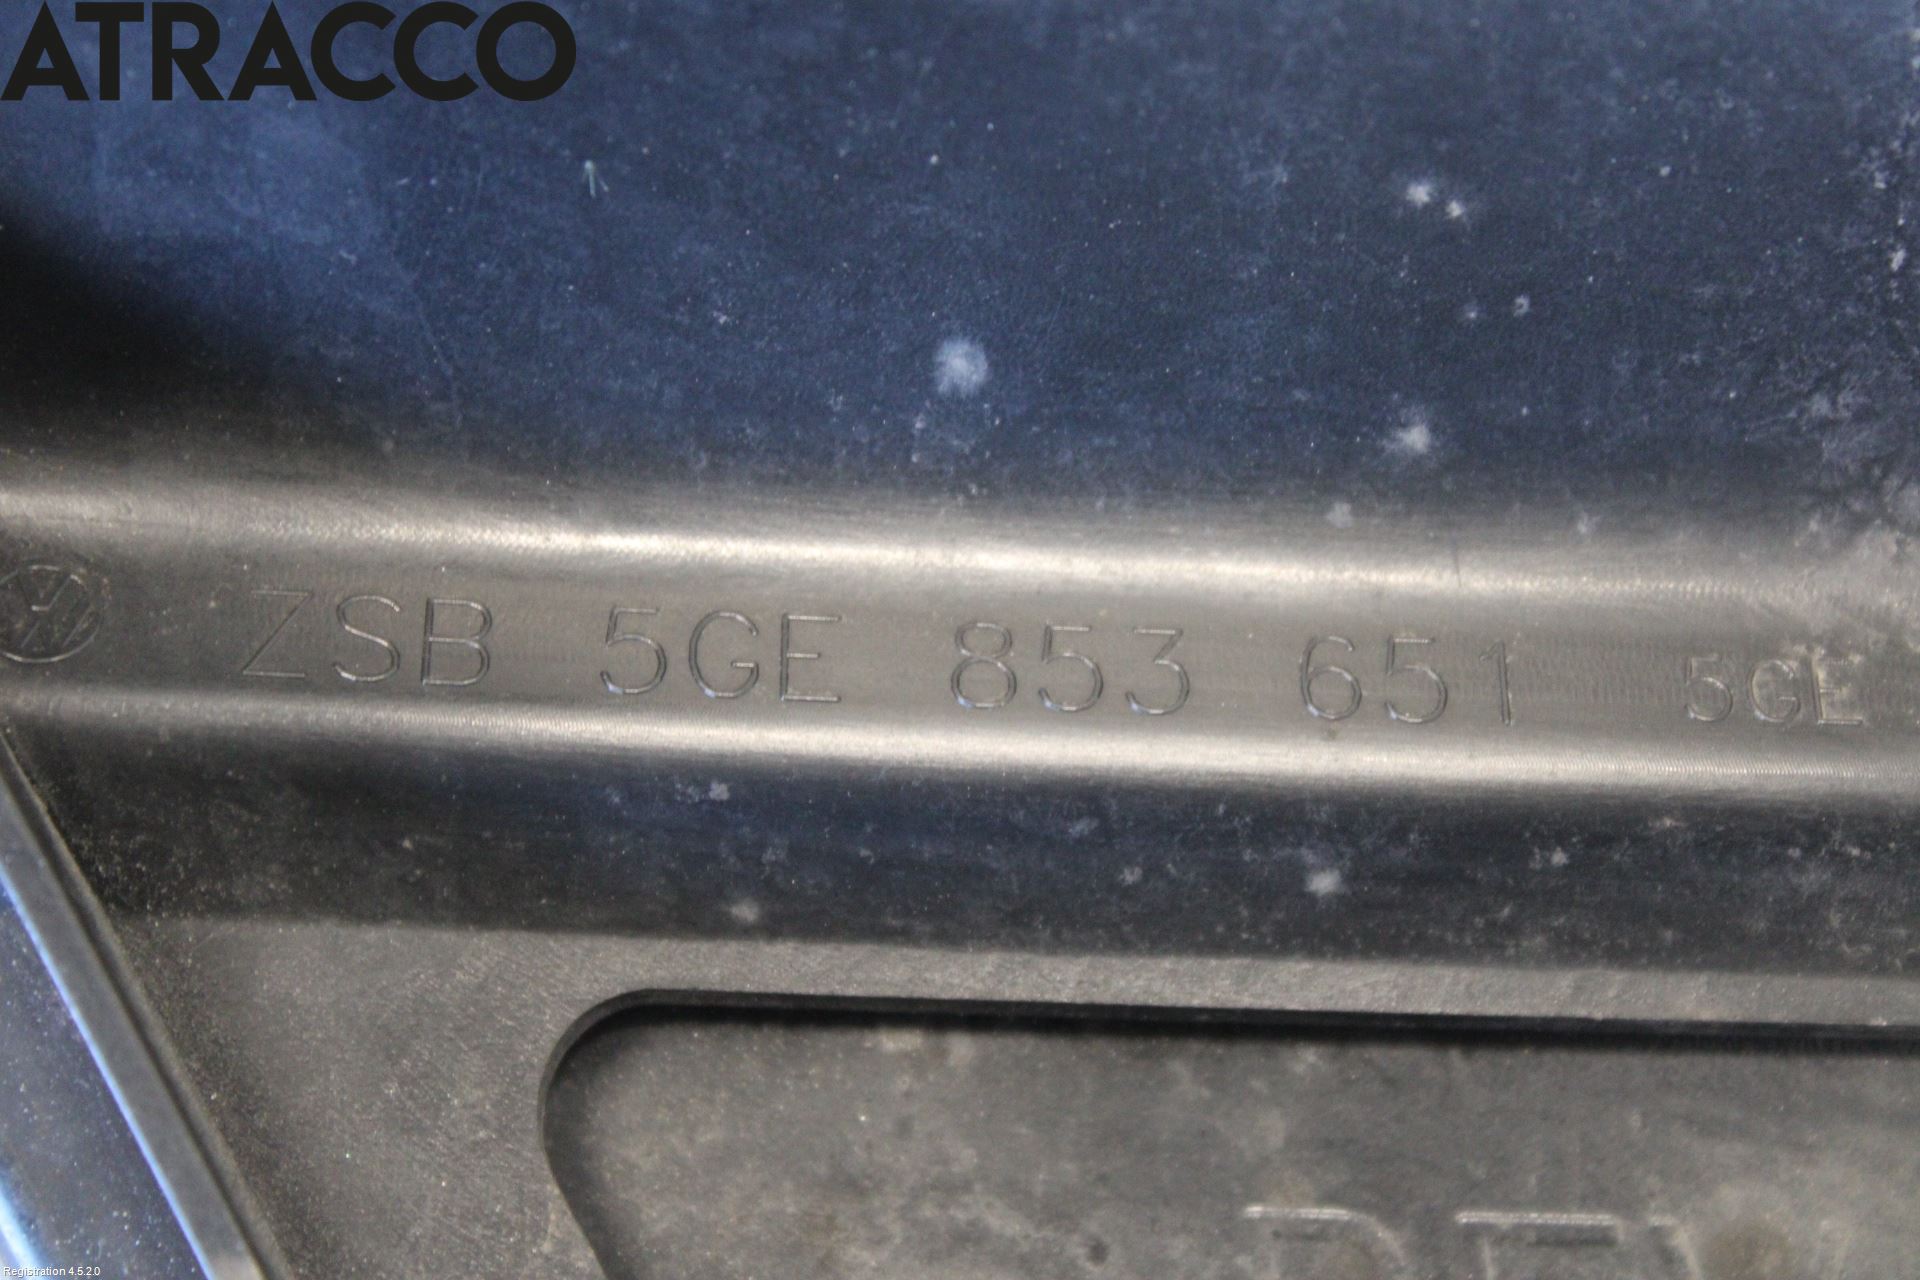 ATRACCO
ZSB 5GE 853 651 5GE
Registration 4.5.2.0